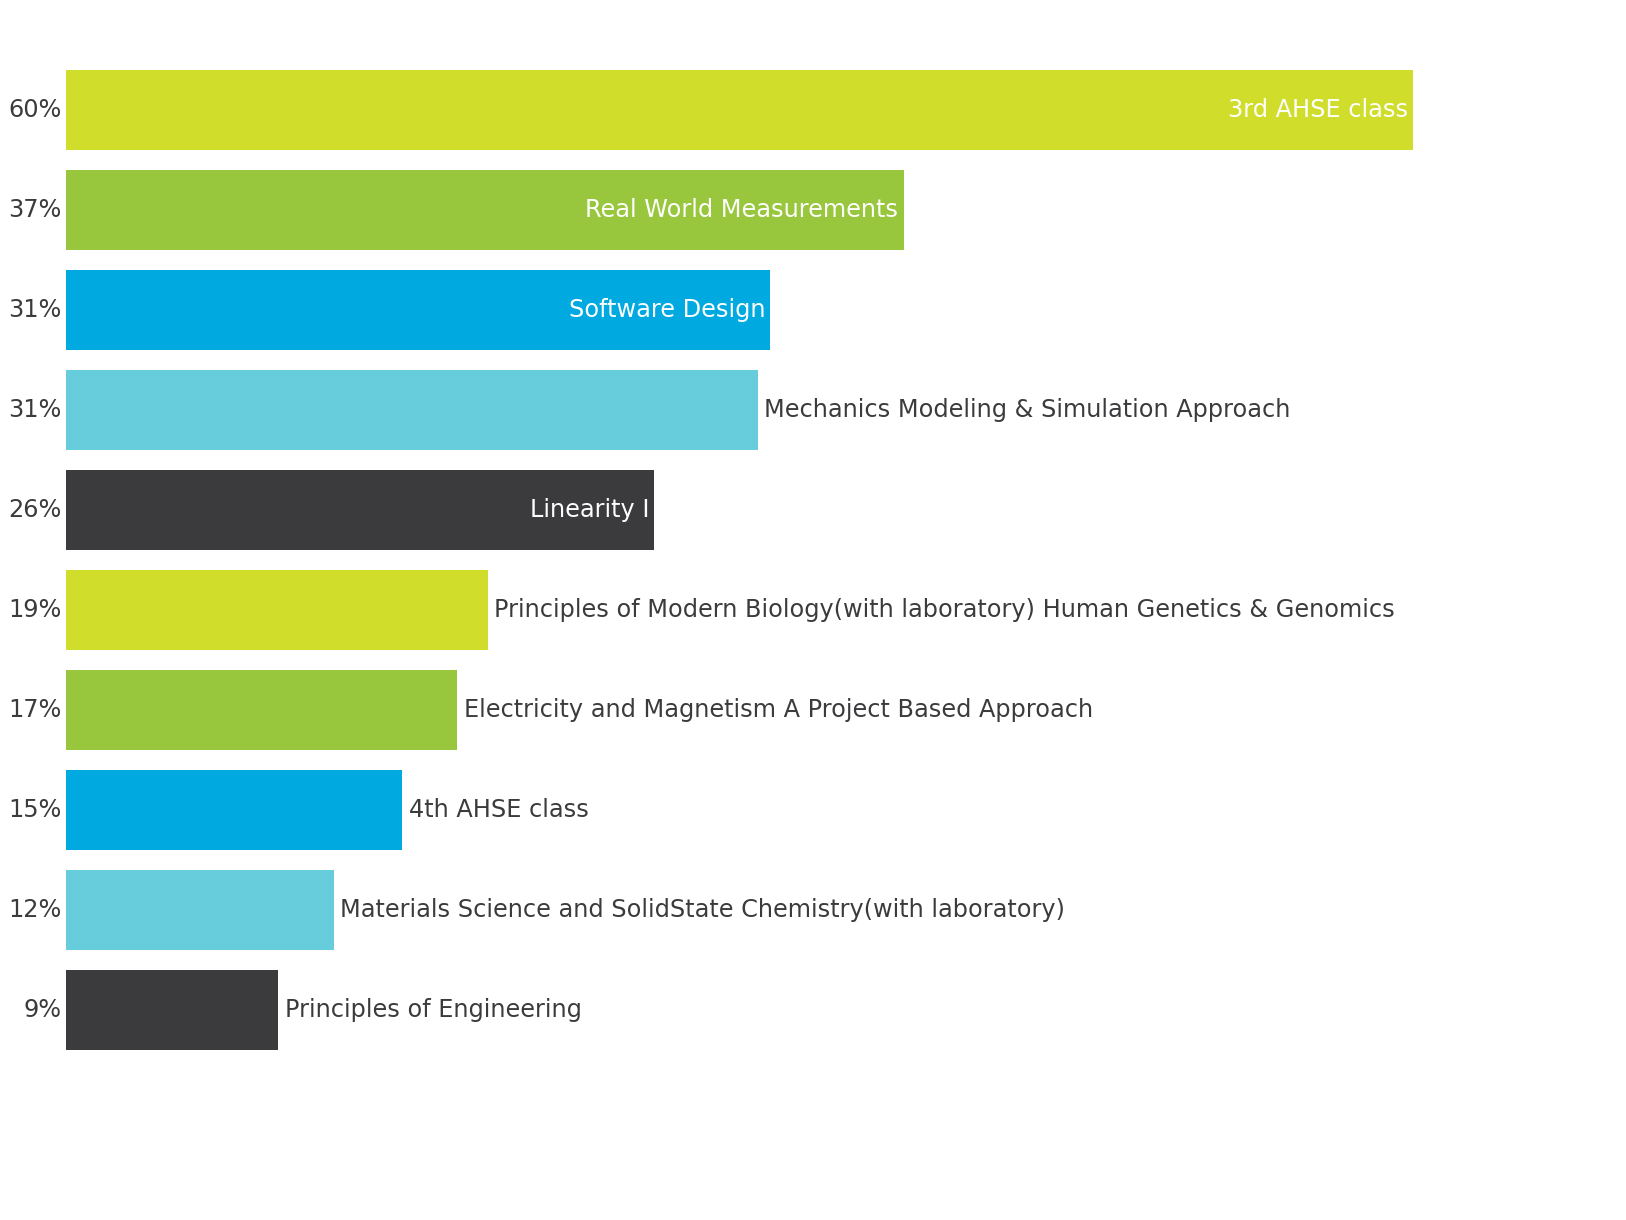 60% 3rd AHSE class
37% Real World Measurements
31% Software Design
31% Mechanics Modeling & Simulation Approach
26% Linearity I
19% Principles of Modern Biology(with laboratory) Human Genetics & Genomics
17% Electricity and Magnetism A Project Based Approach
15% 4th AHSE class
12% Materials Science and SolidState Chemistry(with laboratory)
9% Principles of Engineering